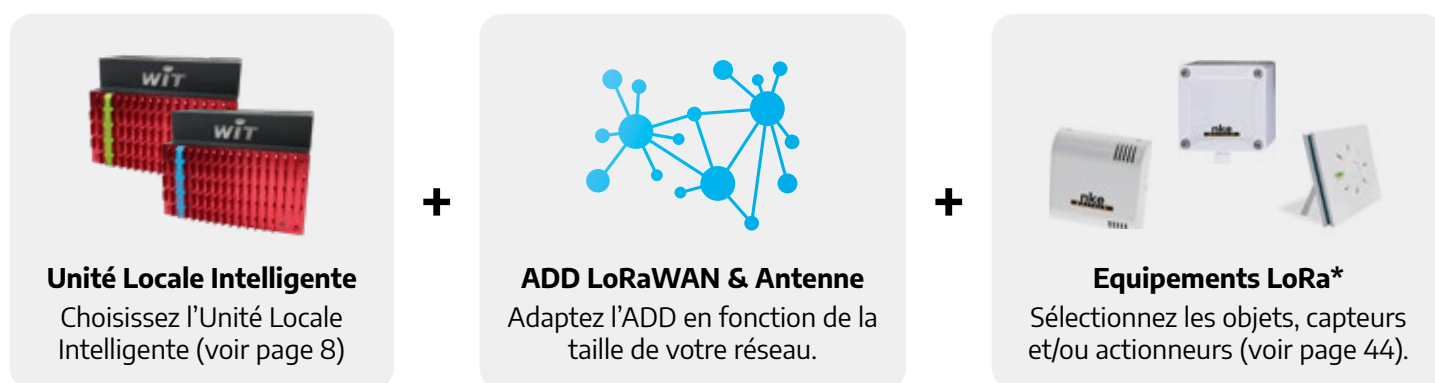 WiT
WiT
nke
nke
+
+
Unité Locale Intelligente
Choisissez l’Unité Locale
Intelligente (voir page 8)
ADD LoRaWAN & Antenne
Adaptez l’ADD en fonction de la
taille de votre réseau.
Equipements LoRa*
Sélectionnez les objets, capteurs
et/ou actionneurs (voir page 44).